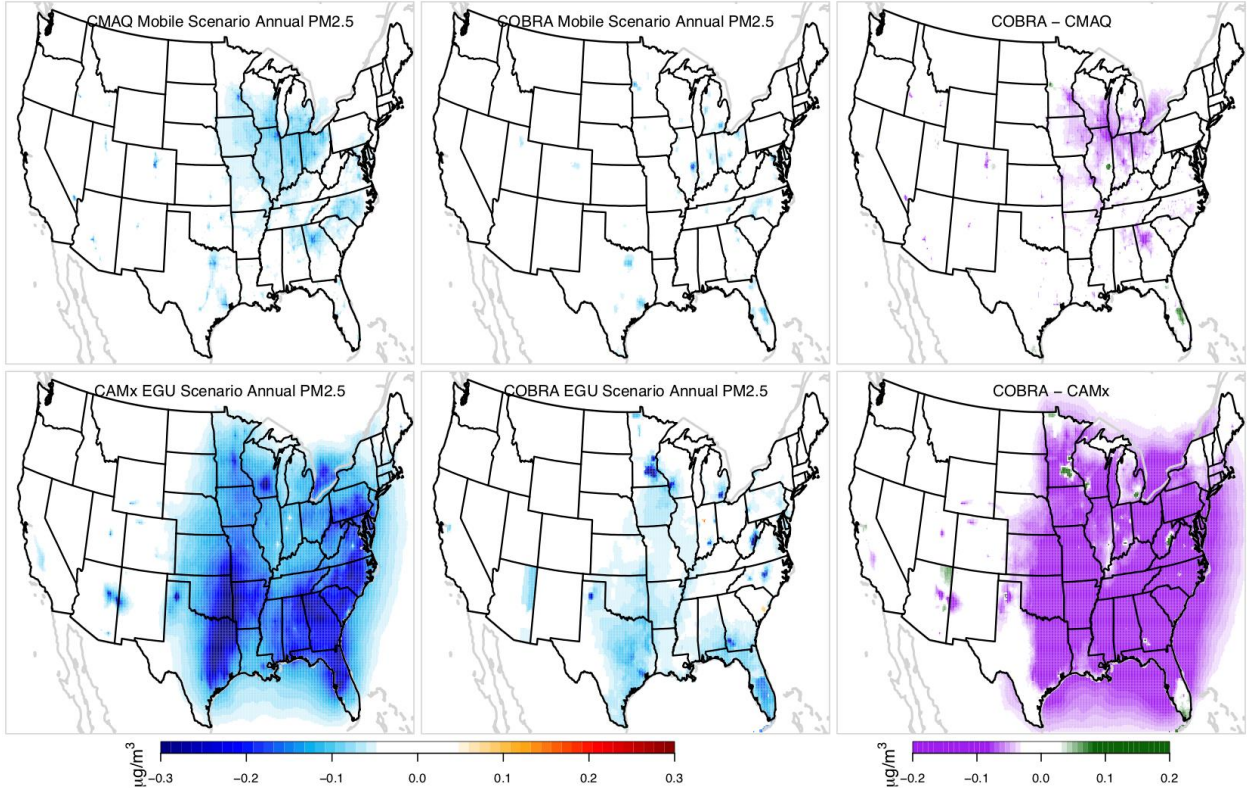 CMAQ Mobile Scenario Annual PM2.5
COBRA Mobile Scenario Annual PM2.5
COBRA − CMAQ
CAMx EGU Scenario Annual PM2.5
COBRA EGU Scenario Annual PM2.5
COBRA − CAMx
µg/m³
−0.3 −0.2 −0.1 0.0 0.1 0.2 0.3
µg/m³
−0.2 −0.1 0.0 0.1 0.2